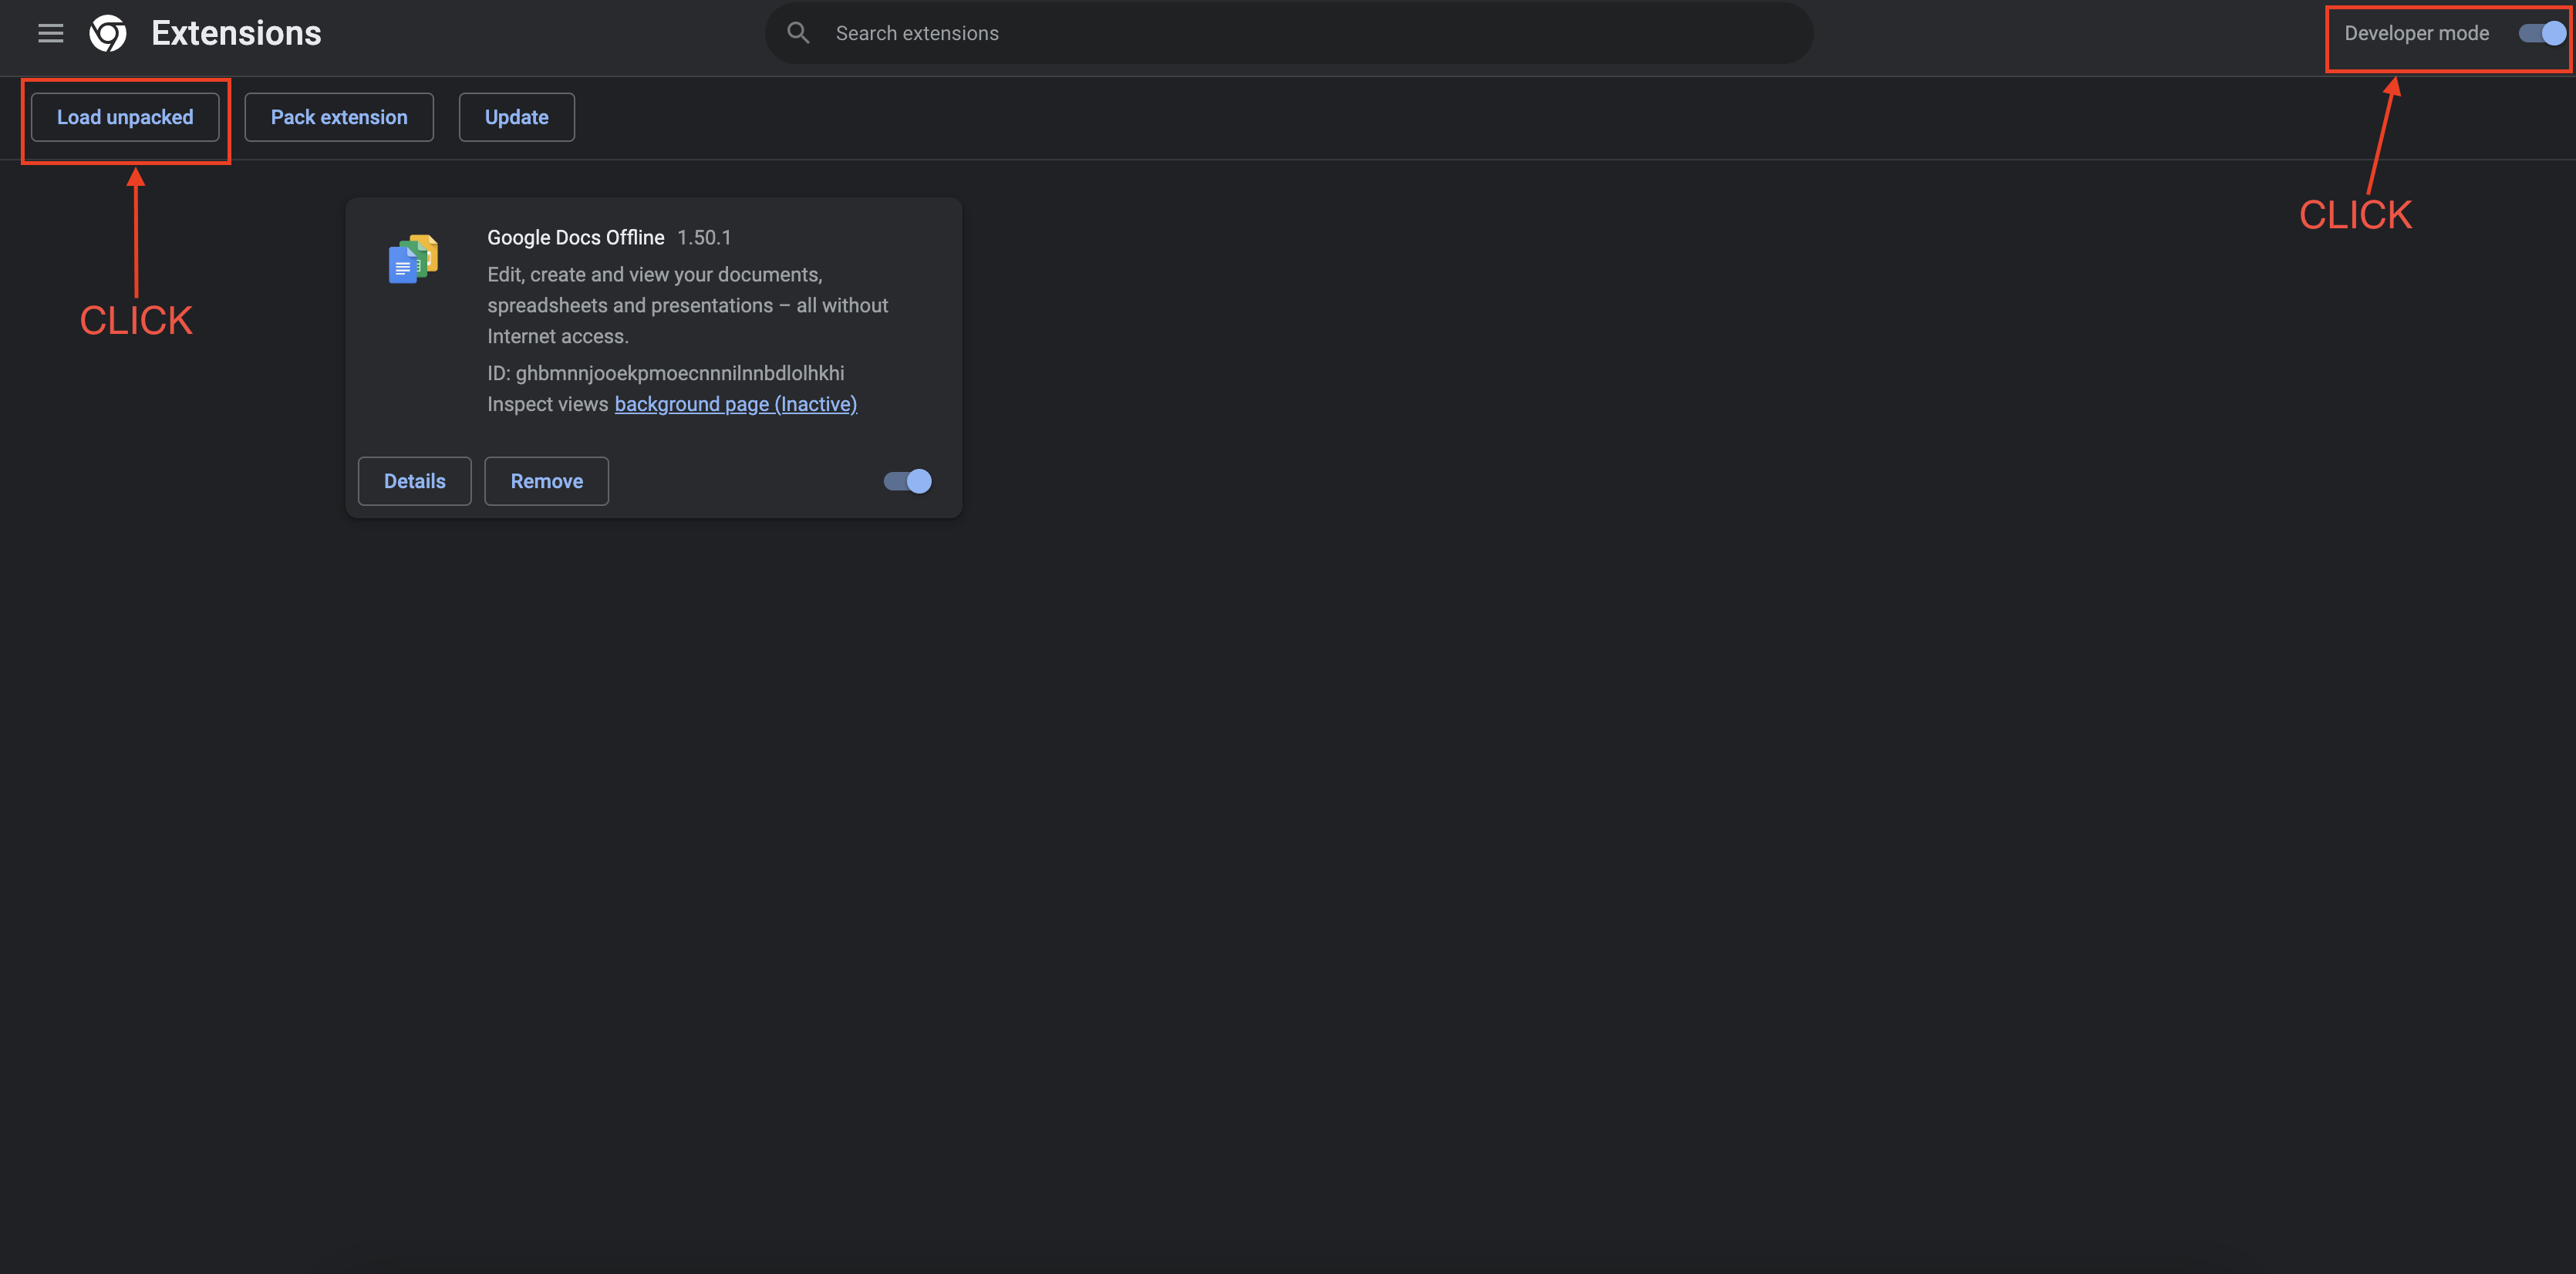 Extensions
Search extensions
Developer mode
Load unpacked
Pack extension
Update
CLICK
CLICK
Google Docs Offline 1.50.1
Edit, create and view your documents,
spreadsheets and presentations – all without
Internet access.
ID: ghbmnnjooekpmoecnnnilnnbdlolhkhi
Inspect views background page (Inactive)
Details
Remove